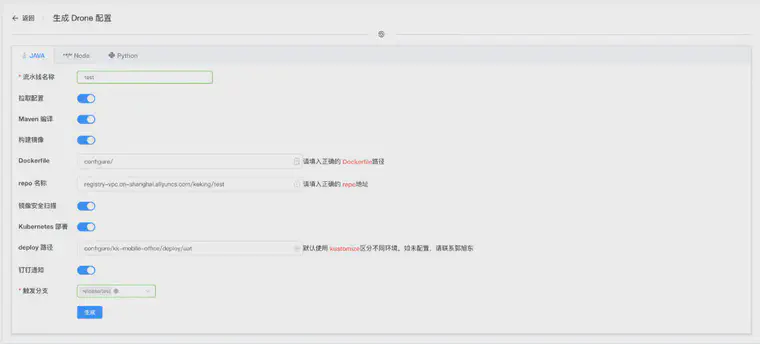 ← 返回 生成 Drone 配置
JAVA Node Python
* 流水线名称 test
拉取配置
Maven 编译
构建镜像
Dockerfile configure/ 请填入正确的 Dockerfile路径
repo 名称 registry-vpc.cn-shanghai.aliyuncs.com/keking/test 请填入正确的 repo地址
镜像安全扫描
Kubernetes 部署
deploy 路径 configure/kk-mobile-office/deploy/uat 默认使用 kustomize区分不同环境。如未配置，请联系郭旭东
钉钉通知
* 触发分支
生成